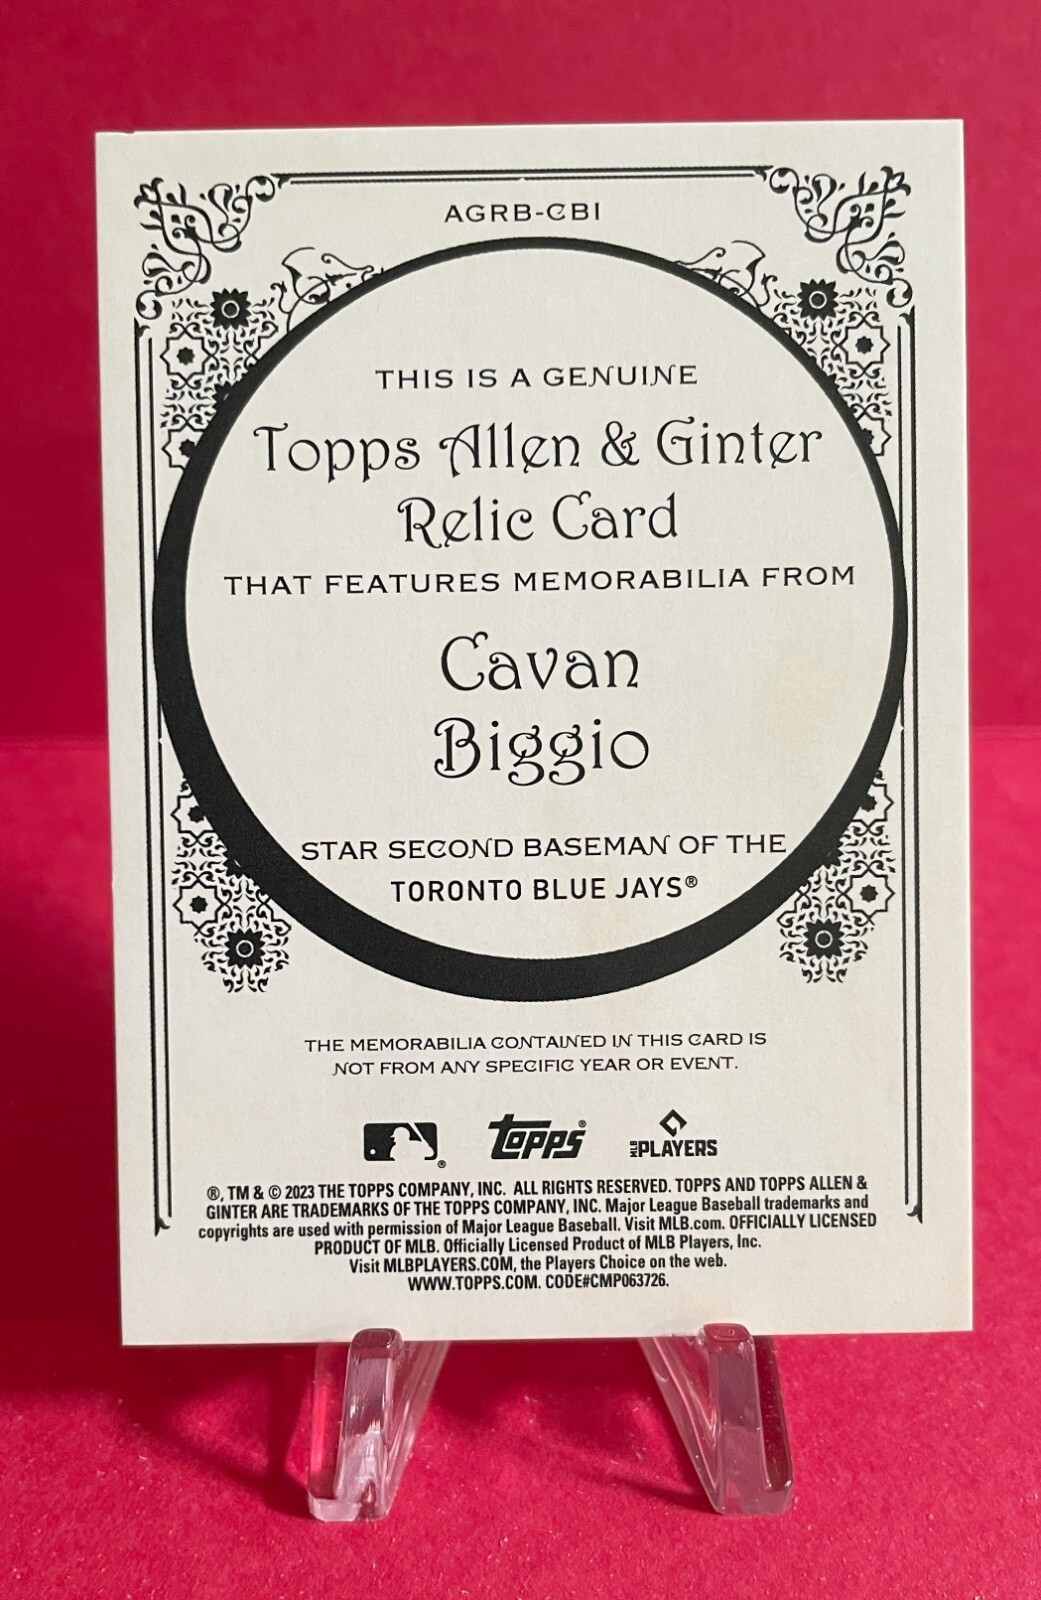 AGRB-CBI
THIS IS A GENUINE
Topps Allen & Ginter
Relic Card
THAT FEATURES MEMORABILIA FROM
Cavan
Biggio
STAR SECOND BASEMAN OF THE
TORONTO BLUE JAYS®
THE MEMORABILIA CONTAINED IN THIS CARD IS
NOT FROM ANY SPECIFIC YEAR OR EVENT.
® Topps® MLB PLAYERS
®, TM & © 2023 THE TOPPS COMPANY, INC. ALL RIGHTS RESERVED. TOPPS AND TOPPS ALLEN &
GINTER ARE TRADEMARKS OF THE TOPPS COMPANY, INC. Major League Baseball trademarks and
copyrights are used with permission of Major League Baseball. Visit MLB.com. OFFICIALLY LICENSED
PRODUCT OF MLB. Officially Licensed Product of MLB Players, Inc.
Visit MLBPLAYERS.COM, the Players Choice on the web.
WWW.TOPPS.COM. CODE#CMP063726.